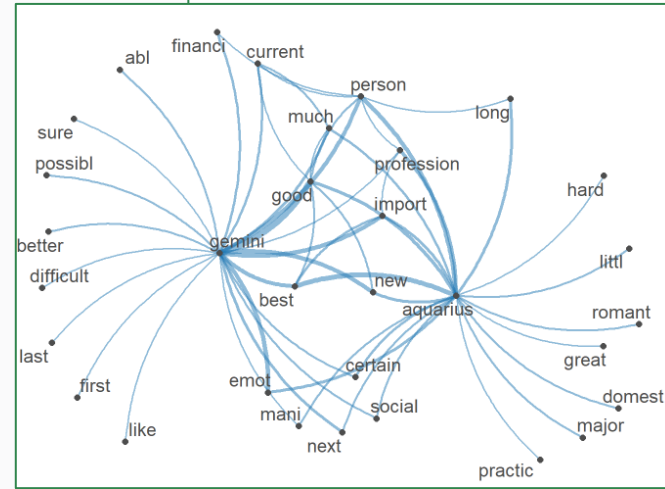 financi
current
abl
person
much
long
sure
profession
possibl
hard
good
import
gemini
better
littl
difficult
new
best
aquarius
romant
last
great
certain
emot
first
domest
social
mani
like
major
next
practic